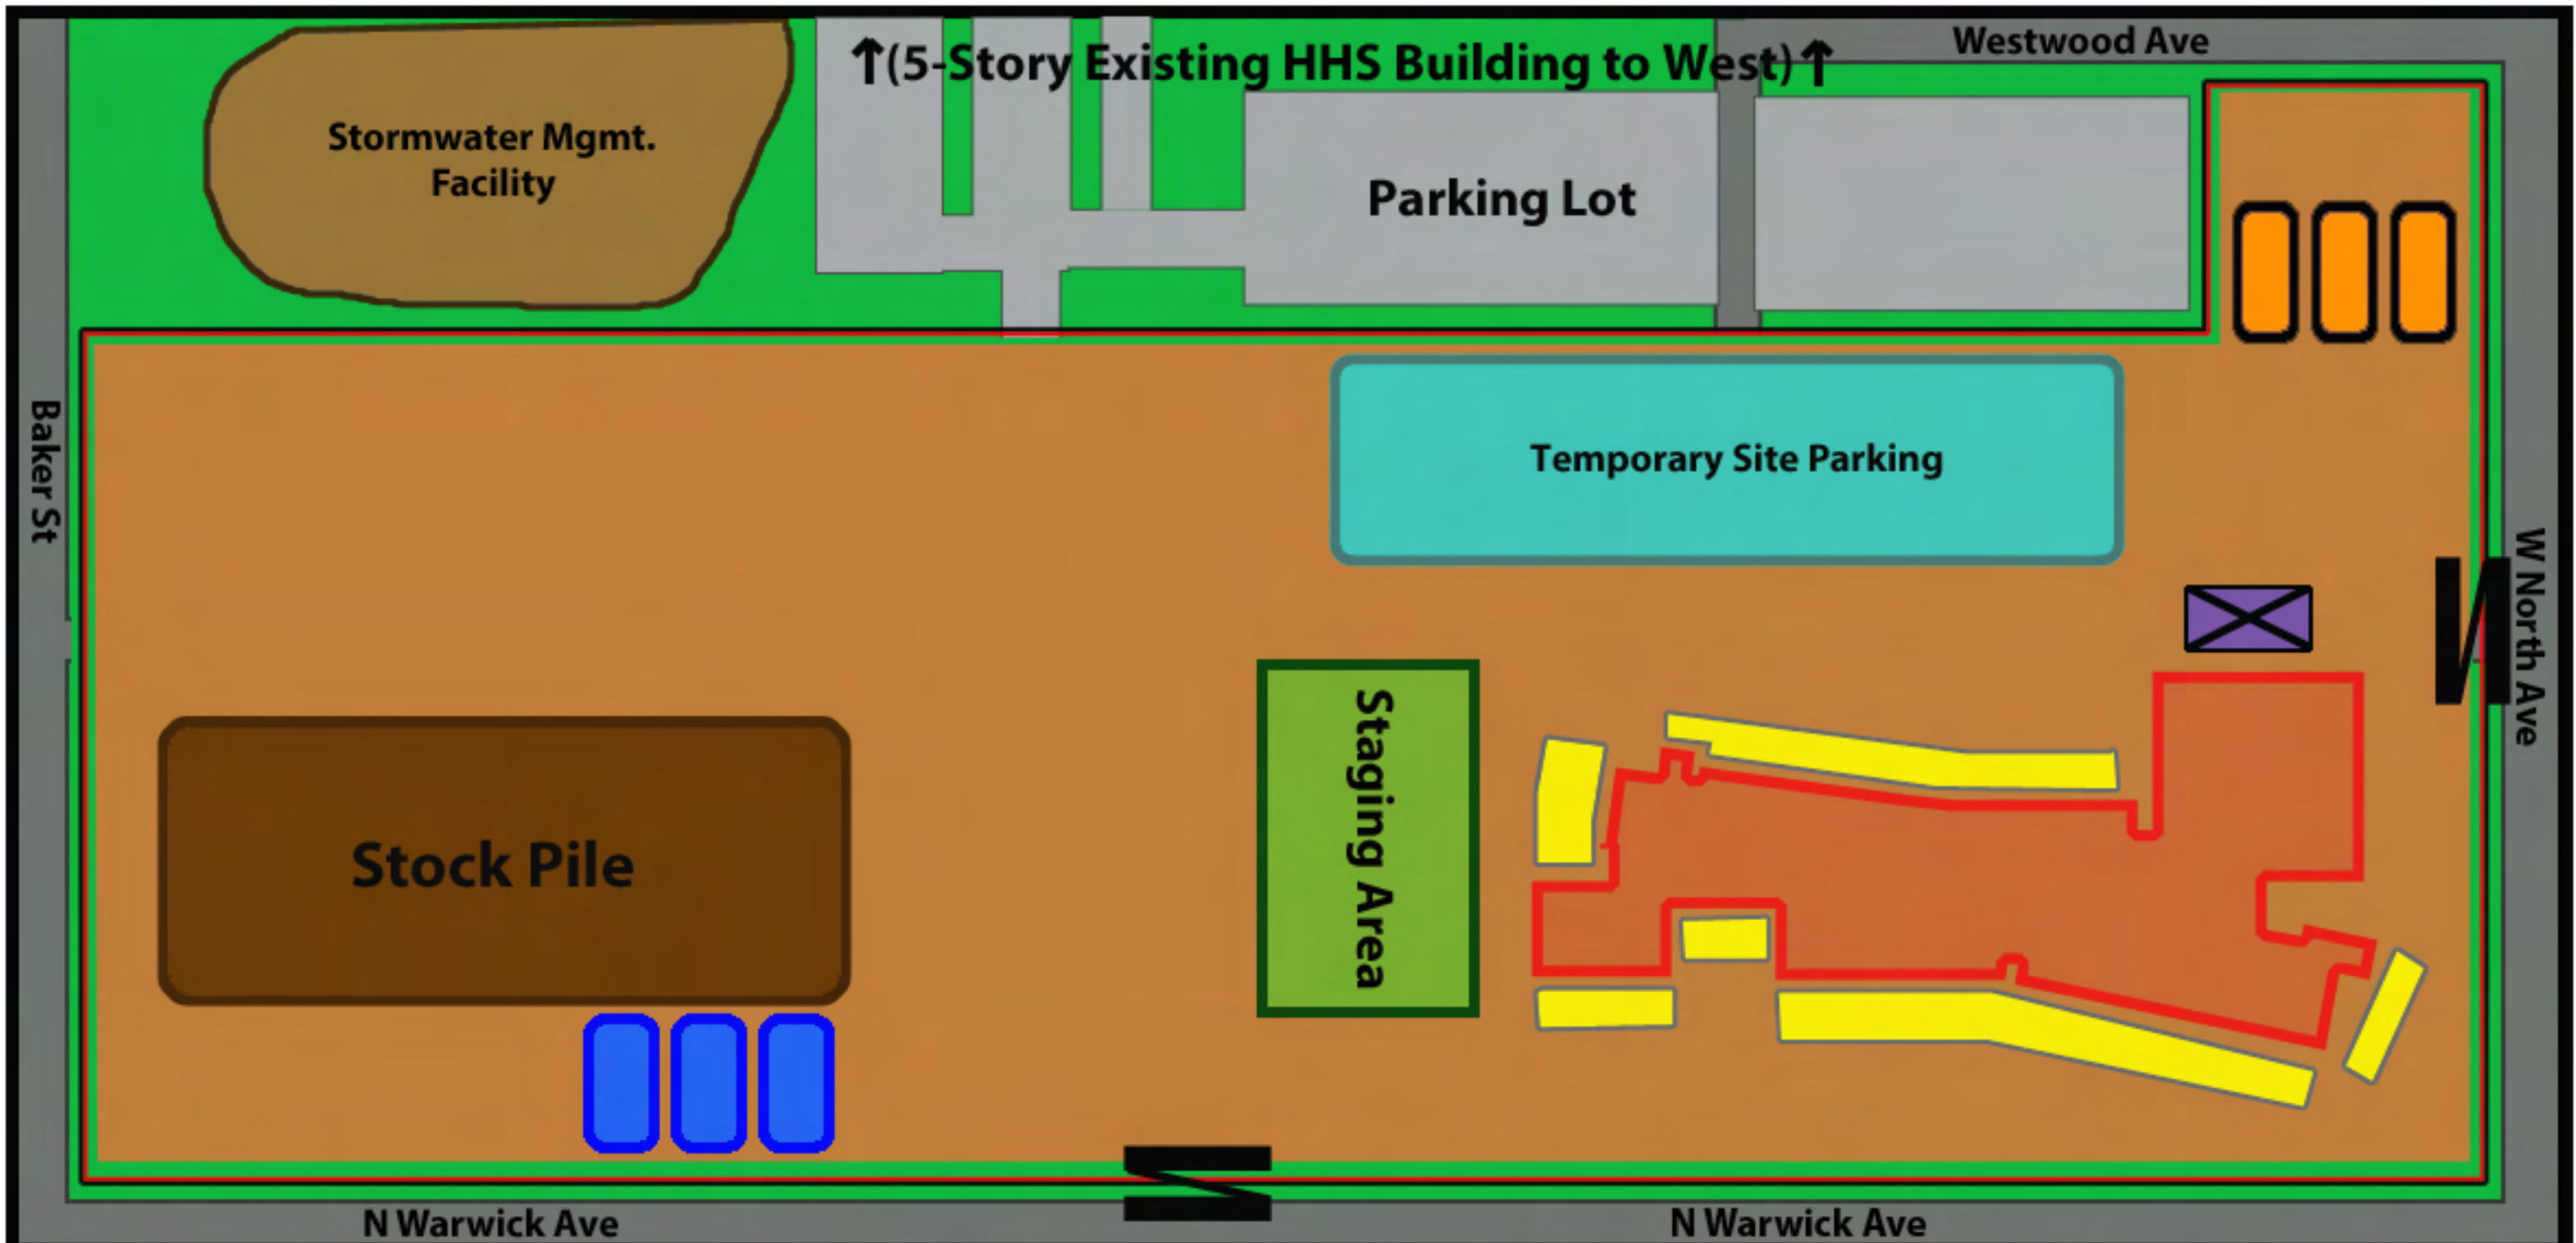 ↑(5-Story Existing HHS Building to West)↑
Westwood Ave
Stormwater Mgmt.
Facility
Parking Lot
Baker St
Temporary Site Parking
W North Ave
Staging Area
Stock Pile
N Warwick Ave
N Warwick Ave